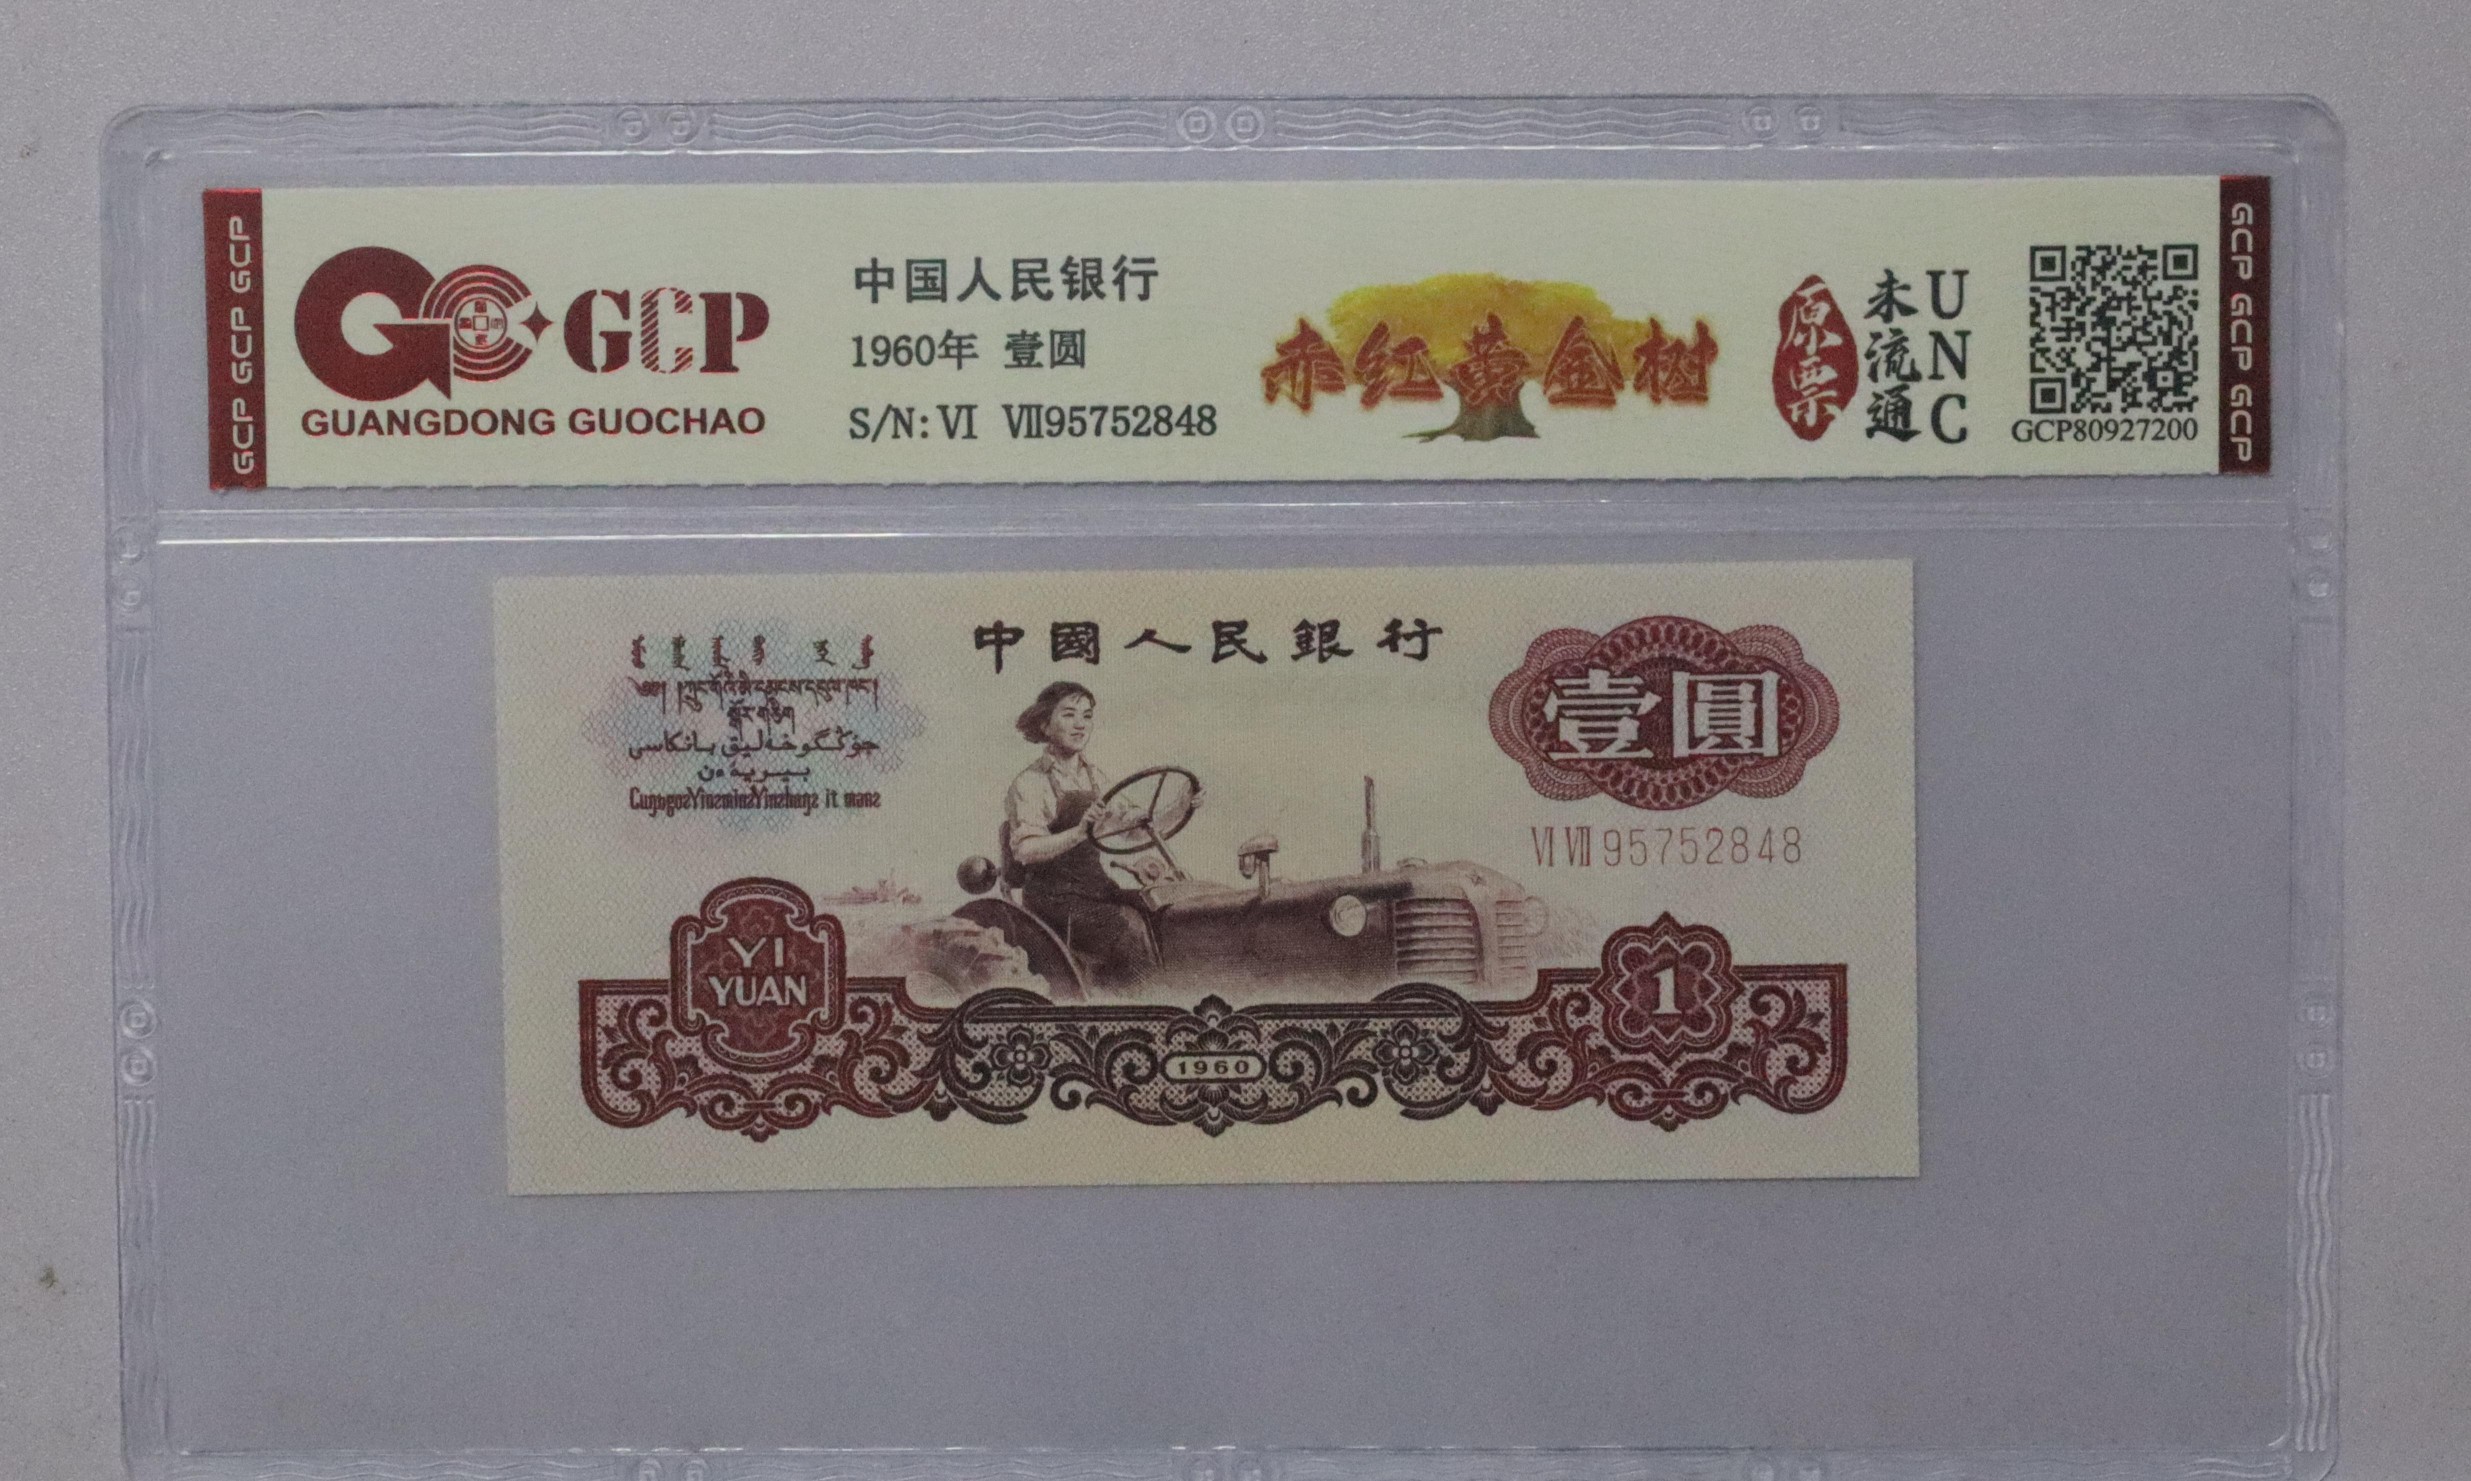 GCP GCP GCP
GCP
GUANGDONG GUOCHAO
中国人民银行
1960年 壹圆
S/N: VI VII95752848
赤红黄金树
原票
未流通
UNC
GCP80927200
GCP GCP GCP
中國人民銀行
壹圓
VI VII 95752848
YI
YUAN
1
1960